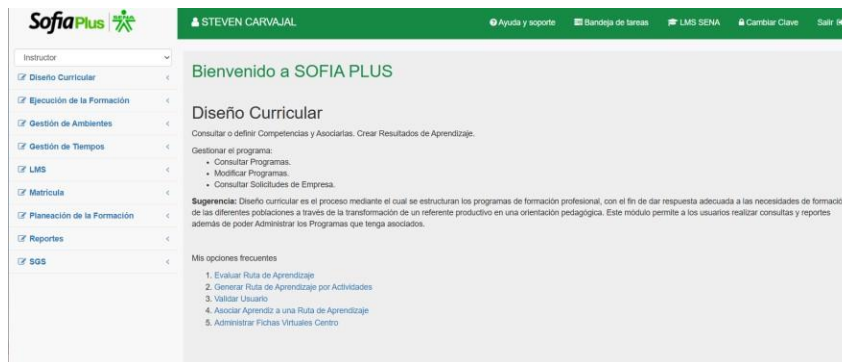 Sofia Plus SENA
STEVEN CARVAJAL
Ayuda y soporte
Bandeja de tareas
LMS SENA
Cambiar Clave
Salir
Instructor
Diseño Curricular
Ejecución de la Formación
Gestión de Ambientes
Gestión de Tiempos
LMS
Matrícula
Planeación de la Formación
Reportes
SGS
Bienvenido a SOFIA PLUS
Diseño Curricular
Consultar o definir Competencias y Asociarlas. Crear Resultados de Aprendizaje.
Gestionar el programa:
• Consultar Programas.
• Modificar Programas.
• Consultar Solicitudes de Empresa.
Sugerencia: Diseño curricular es el proceso mediante el cual se estructuran los programas de formación profesional, con el fin de dar respuesta adecuada a las necesidades de formació
de las diferentes poblaciones a través de la transformación de un referente productivo en una orientación pedagógica. Este módulo permite a los usuarios realizar consultas y reportes
además de poder Administrar los Programas que tenga asociados.
Mis opciones frecuentes
1. Evaluar Ruta de Aprendizaje
2. Generar Ruta de Aprendizaje por Actividades
3. Validar Usuario
4. Asociar Aprendiz a una Ruta de Aprendizaje
5. Administrar Fichas Virtuales Centro